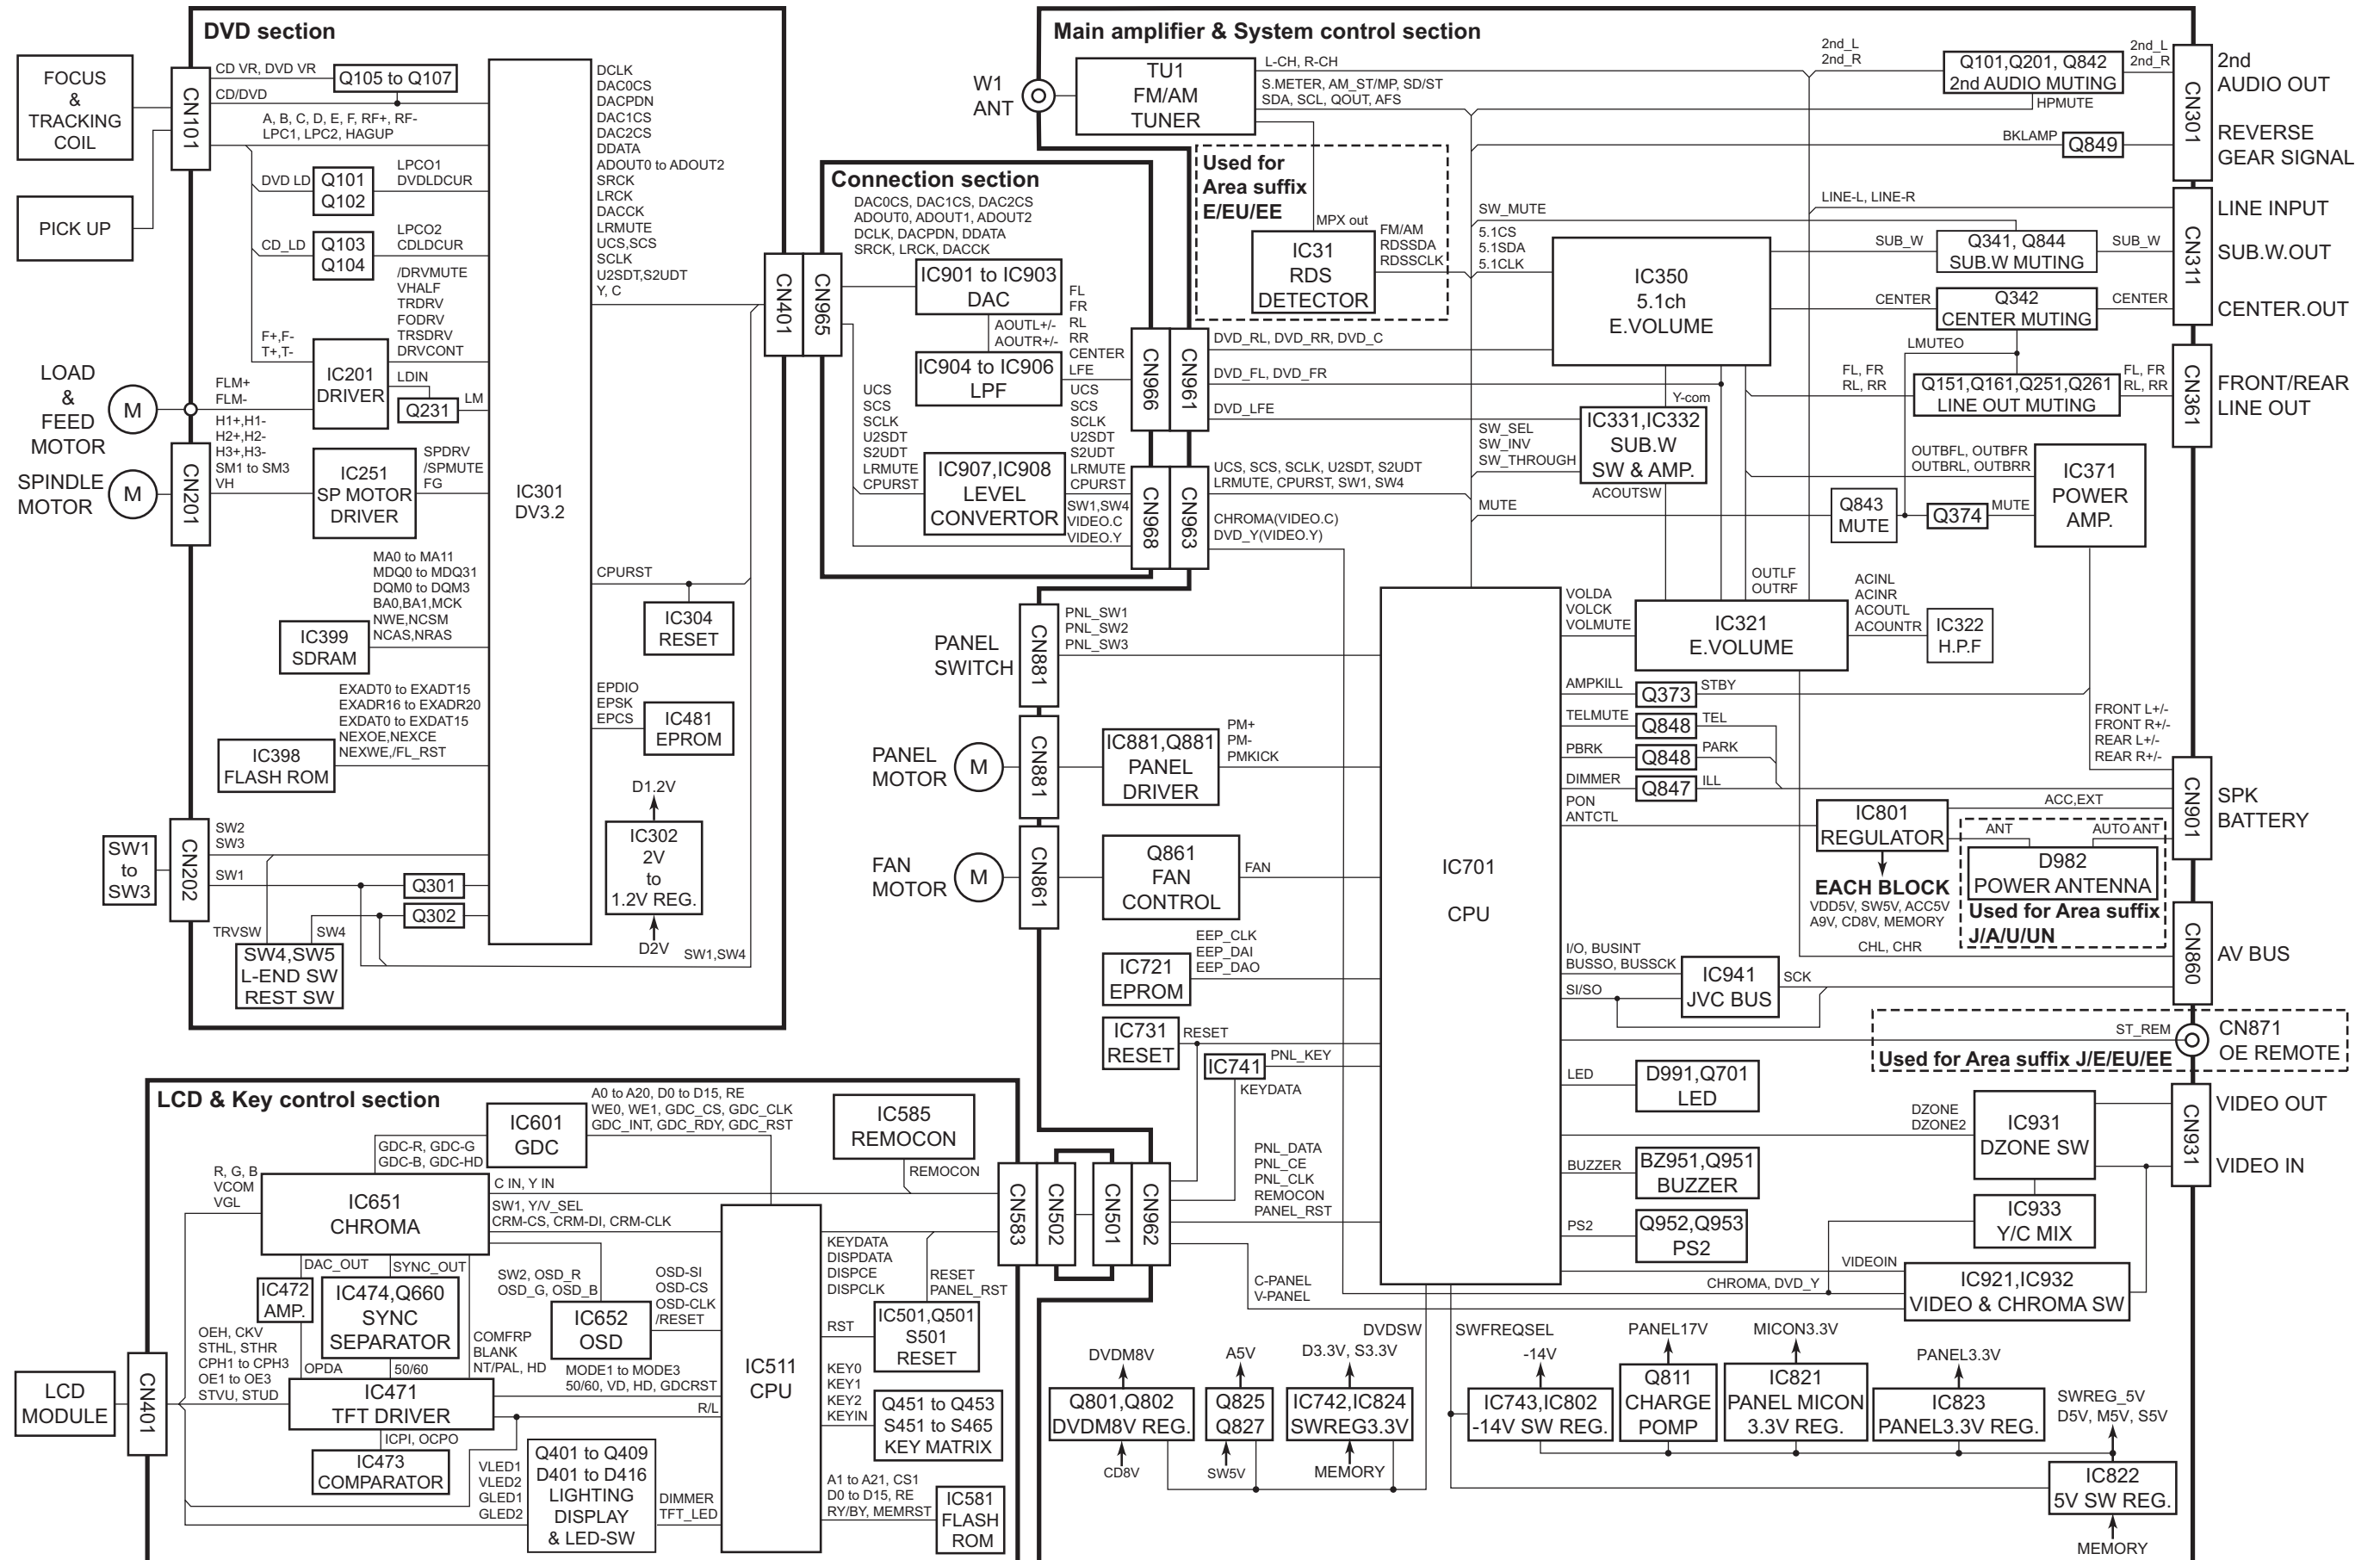 DVD section
FOCUS
&
TRACKING
COIL
PICK UP
CN101
CD VR, DVD VR
Q105 to Q107
CD/DVD
A, B, C, D, E, F, RF+, RF-
LPC1, LPC2, HAGUP
DVD LD
Q101
Q102
LPCO1
DVDLDCUR
CD_LD
Q103
Q104
LPCO2
CDLDCUR
/DRVMUTE
VHALF
TRDRV
FODRV
TRSDRV
DRVCONT
F+,F-
T+,T-
IC201
DRIVER
LDIN
Q231
LM
LOAD
&
FEED
MOTOR
M
FLM+
FLM-
H1+,H1-
H2+,H2-
H3+,H3-
SM1 to SM3
VH
CN201
SPINDLE
MOTOR
M
IC251
SP MOTOR
DRIVER
SPDRV
/SPMUTE
FG
MA0 to MA11
MDQ0 to MDQ31
DQM0 to DQM3
BA0,BA1,MCK
NWE,NCSM
NCAS,NRAS
IC399
SDRAM
EXADT0 to EXADT15
EXADR16 to EXADR20
EXDAT0 to EXDAT15
NEXOE,NEXCE
NEXWE,/FL_RST
IC398
FLASH ROM
SW1
to
SW3
CN202
SW2
SW3
SW1
Q301
Q302
TRVSW
SW4
SW4,SW5
L-END SW
REST SW
IC301
DV3.2
DCLK
DAC0CS
DACPDN
DAC1CS
DAC2CS
DDATA
ADOUT0 to ADOUT2
SRCK
LRCK
DACCK
LRMUTE
UCS,SCS
SCLK
U2SDT,S2UDT
Y, C
CPURST
IC304
RESET
EPDIO
EPSK
EPCS
IC481
EPROM
D1.2V
IC302
2V
to
1.2V REG.
D2V
SW1,SW4
CN401
CN965
Connection section
DAC0CS, DAC1CS, DAC2CS
ADOUT0, ADOUT1, ADOUT2
DCLK, DACPDN, DDATA
SRCK, LRCK, DACCK
IC901 to IC903
DAC
AOUTL+/-
AOUTR+/-
IC904 to IC906
LPF
FL
FR
RL
RR
CENTER
LFE
UCS
SCS
SCLK
U2SDT
S2UDT
LRMUTE
CPURST
IC907,IC908
LEVEL
CONVERTOR
UCS
SCS
SCLK
U2SDT
S2UDT
LRMUTE
CPURST
SW1,SW4
VIDEO.C
VIDEO.Y
CN966
CN961
CN968
CN963
Main amplifier & System control section
W1
ANT
TU1
FM/AM
TUNER
L-CH, R-CH
S.METER, AM_ST/MP, SD/ST
SDA, SCL, QOUT, AFS
Used for
Area suffix
E/EU/EE
MPX out
IC31
RDS
DETECTOR
FM/AM
RDSSDA
RDSSCLK
2nd_L
2nd_R
Q101,Q201, Q842
2nd AUDIO MUTING
2nd_L
2nd_R
HPMUTE
BKLAMP
Q849
CN301
2nd
AUDIO OUT
REVERSE
GEAR SIGNAL
LINE-L, LINE-R
LINE INPUT
SW_MUTE
5.1CS
5.1SDA
5.1CLK
IC350
5.1ch
E.VOLUME
SUB_W
Q341, Q844
SUB.W MUTING
SUB_W
CN311
SUB.W.OUT
CENTER
Q342
CENTER MUTING
CENTER
CENTER.OUT
LMUTEO
DVD_RL, DVD_RR, DVD_C
DVD_FL, DVD_FR
DVD_LFE
Y-com
FL, FR
RL, RR
Q151,Q161,Q251,Q261
LINE OUT MUTING
FL, FR
RL, RR
CN361
FRONT/REAR
LINE OUT
SW_SEL
SW_INV
SW_THROUGH
IC331,IC332
SUB.W
SW & AMP.
ACOUTSW
OUTBFL, OUTBFR
OUTBRL, OUTBRR
IC371
POWER
AMP.
UCS, SCS, SCLK, U2SDT, S2UDT
LRMUTE, CPURST, SW1, SW4
MUTE
Q843
MUTE
Q374
MUTE
CHROMA(VIDEO.C)
DVD_Y(VIDEO.Y)
OUTLF
OUTRF
VOLDA
VOLCK
VOLMUTE
IC321
E.VOLUME
ACINL
ACINR
ACOUTL
ACOUNTR
IC322
H.P.F
PANEL
SWITCH
CN881
PNL_SW1
PNL_SW2
PNL_SW3
AMPKILL
Q373
STBY
TELMUTE
Q848
TEL
PBRK
Q848
PARK
DIMMER
Q847
ILL
PON
ANTCTL
FRONT L+/-
FRONT R+/-
REAR L+/-
REAR R+/-
PANEL
MOTOR
M
CN881
IC881,Q881
PANEL
DRIVER
PM+
PM-
PMKICK
FAN
MOTOR
M
CN861
Q861
FAN
CONTROL
FAN
IC701
CPU
IC801
REGULATOR
ACC,EXT
ANT
AUTO ANT
D982
POWER ANTENNA
Used for Area suffix
J/A/U/UN
CN901
SPK
BATTERY
EACH BLOCK
VDD5V, SW5V, ACC5V
A9V, CD8V, MEMORY
CHL, CHR
CN860
AV BUS
IC721
EPROM
EEP_CLK
EEP_DAI
EEP_DAO
I/O, BUSINT
BUSSO, BUSSCK
SI/SO
IC941
JVC BUS
SCK
IC731
RESET
RESET
IC741
PNL_KEY
KEYDATA
ST_REM
CN871
OE REMOTE
Used for Area suffix J/E/EU/EE
LED
D991,Q701
LED
DZONE
DZONE2
IC931
DZONE SW
CN931
VIDEO OUT
VIDEO IN
BUZZER
BZ951,Q951
BUZZER
IC933
Y/C MIX
PS2
Q952,Q953
PS2
PNL_DATA
PNL_CE
PNL_CLK
REMOCON
PANEL_RST
VIDEOIN
CHROMA, DVD_Y
IC921,IC932
VIDEO & CHROMA SW
C-PANEL
V-PANEL
CN583
CN502
CN501
CN962
LCD & Key control section
IC601
GDC
A0 to A20, D0 to D15, RE
WE0, WE1, GDC_CS, GDC_CLK
GDC_INT, GDC_RDY, GDC_RST
IC585
REMOCON
REMOCON
GDC-R, GDC-G
GDC-B, GDC-HD
R, G, B
VCOM
VGL
IC651
CHROMA
C IN, Y IN
SW1, Y/V_SEL
CRM-CS, CRM-DI, CRM-CLK
DAC_OUT
SYNC_OUT
IC472
AMP.
IC474,Q660
SYNC
SEPARATOR
SW2, OSD_R
OSD_G, OSD_B
IC652
OSD
OSD-SI
OSD-CS
OSD-CLK
/RESET
KEYDATA
DISPDATA
DISPCE
DISPCLK
RESET
PANEL_RST
IC501,Q501
S501
RESET
RST
OEH, CKV
STHL, STHR
CPH1 to CPH3
OE1 to OE3
STVU, STUD
OPDA
50/60
COMFRP
BLANK
NT/PAL, HD
LCD
MODULE
CN401
IC471
TFT DRIVER
MODE1 to MODE3
50/60, VD, HD, GDCRST
R/L
IC511
CPU
KEY0
KEY1
KEY2
KEYIN
Q451 to Q453
S451 to S465
KEY MATRIX
ICPI, OCPO
IC473
COMPARATOR
VLED1
VLED2
GLED1
GLED2
Q401 to Q409
D401 to D416
LIGHTING
DISPLAY
& LED-SW
DIMMER
TFT_LED
A1 to A21, CS1
D0 to D15, RE
RY/BY, MEMRST
IC581
FLASH
ROM
DVDSW
SWFREQSEL
DVDM8V
Q801,Q802
DVDM8V REG.
CD8V
A5V
Q825
Q827
SW5V
D3.3V, S3.3V
IC742,IC824
SWREG3.3V
MEMORY
-14V
IC743,IC802
-14V SW REG.
PANEL17V
Q811
CHARGE
POMP
MICON3.3V
IC821
PANEL MICON
3.3V REG.
PANEL3.3V
IC823
PANEL3.3V REG.
SWREG_5V
D5V, M5V, S5V
IC822
5V SW REG.
MEMORY